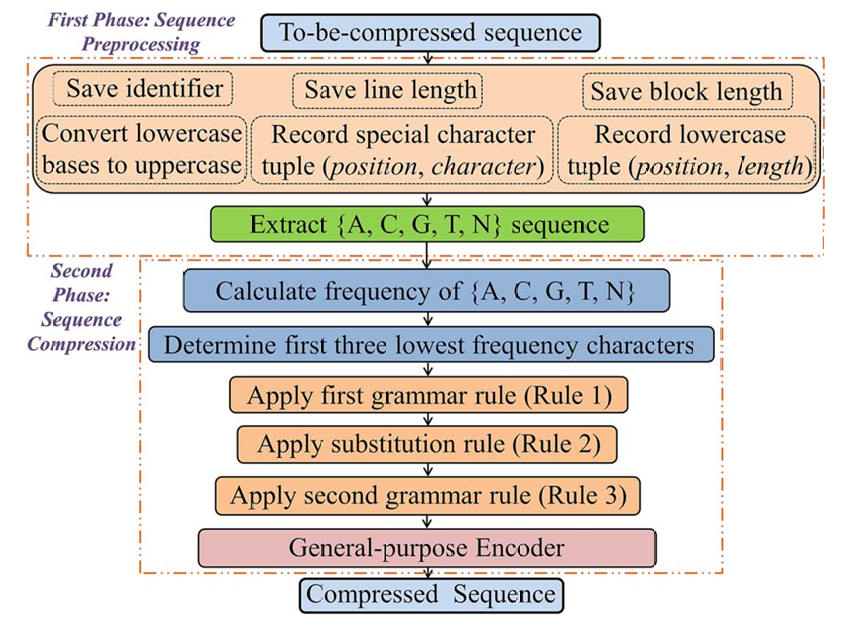 First Phase: Sequence
Preprocessing
To-be-compressed sequence
Save identifier
Save line length
Save block length
Convert lowercase
bases to uppercase
Record special character
tuple (position, character)
Record lowercase
tuple (position, length)
Extract {A, C, G, T, N} sequence
Second
Phase:
Sequence
Compression
Calculate frequency of {A, C, G, T, N}
Determine first three lowest frequency characters
Apply first grammar rule (Rule 1)
Apply substitution rule (Rule 2)
Apply second grammar rule (Rule 3)
General-purpose Encoder
Compressed Sequence